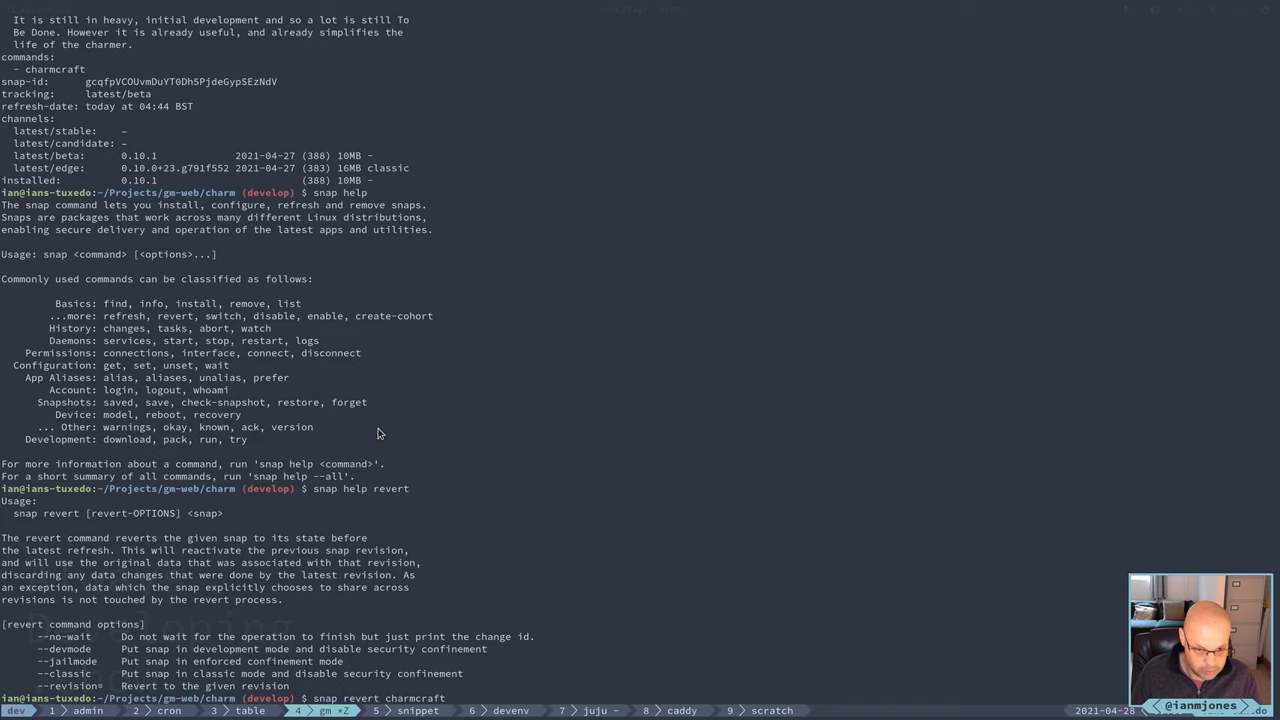 It is still in heavy, initial development and so a lot is still To
Be Done. However it is already useful, and already simplifies the
life of the charmer.
commands:
- charmcraft
snap-id: gcqfpVCOUvmDuYT0Dh5PjdeGypSEzNdV
tracking: latest/beta
refresh-date: today at 04:44 BST
channels:
latest/stable: –
latest/candidate: –
latest/beta: 0.10.1 2021-04-27 (388) 10MB -
latest/edge: 0.10.0+23.g791f552 2021-04-27 (383) 16MB classic
installed: 0.10.1 (388) 10MB -
ian@ians-tuxedo:~/Projects/gm-web/charm (develop) $ snap help
The snap command lets you install, configure, refresh and remove snaps.
Snaps are packages that work across many different Linux distributions,
enabling secure delivery and operation of the latest apps and utilities.
Usage: snap <command> [<options>...]
Commonly used commands can be classified as follows:
Basics: find, info, install, remove, list
...more: refresh, revert, switch, disable, enable, create-cohort
History: changes, tasks, abort, watch
Daemons: services, start, stop, restart, logs
Permissions: connections, interface, connect, disconnect
Configuration: get, set, unset, wait
App Aliases: alias, aliases, unalias, prefer
Account: login, logout, whoami
Snapshots: saved, save, check-snapshot, restore, forget
Device: model, reboot, recovery
... Other: warnings, okay, known, ack, version
Development: download, pack, run, try
For more information about a command, run 'snap help <command>'.
For a short summary of all commands, run 'snap help --all'.
ian@ians-tuxedo:~/Projects/gm-web/charm (develop) $ snap help revert
Usage:
snap revert [revert-OPTIONS] <snap>
The revert command reverts the given snap to its state before
the latest refresh. This will reactivate the previous snap revision,
and will use the original data that was associated with that revision,
discarding any data changes that were done by the latest revision. As
an exception, data which the snap explicitly chooses to share across
revisions is not touched by the revert process.
[revert command options]
--no-wait Do not wait for the operation to finish but just print the change id.
--devmode Put snap in development mode and disable security confinement
--jailmode Put snap in enforced confinement mode
--classic Put snap in classic mode and disable security confinement
--revision= Revert to the given revision
ian@ians-tuxedo:~/Projects/gm-web/charm (develop) $ snap revert charmcraft
dev 1 admin 2 cron 3 table 4 gm *Z 5 snippet 6 devenv 7 juju - 8 caddy 9 scratch 2021-04-28
@ianmjones